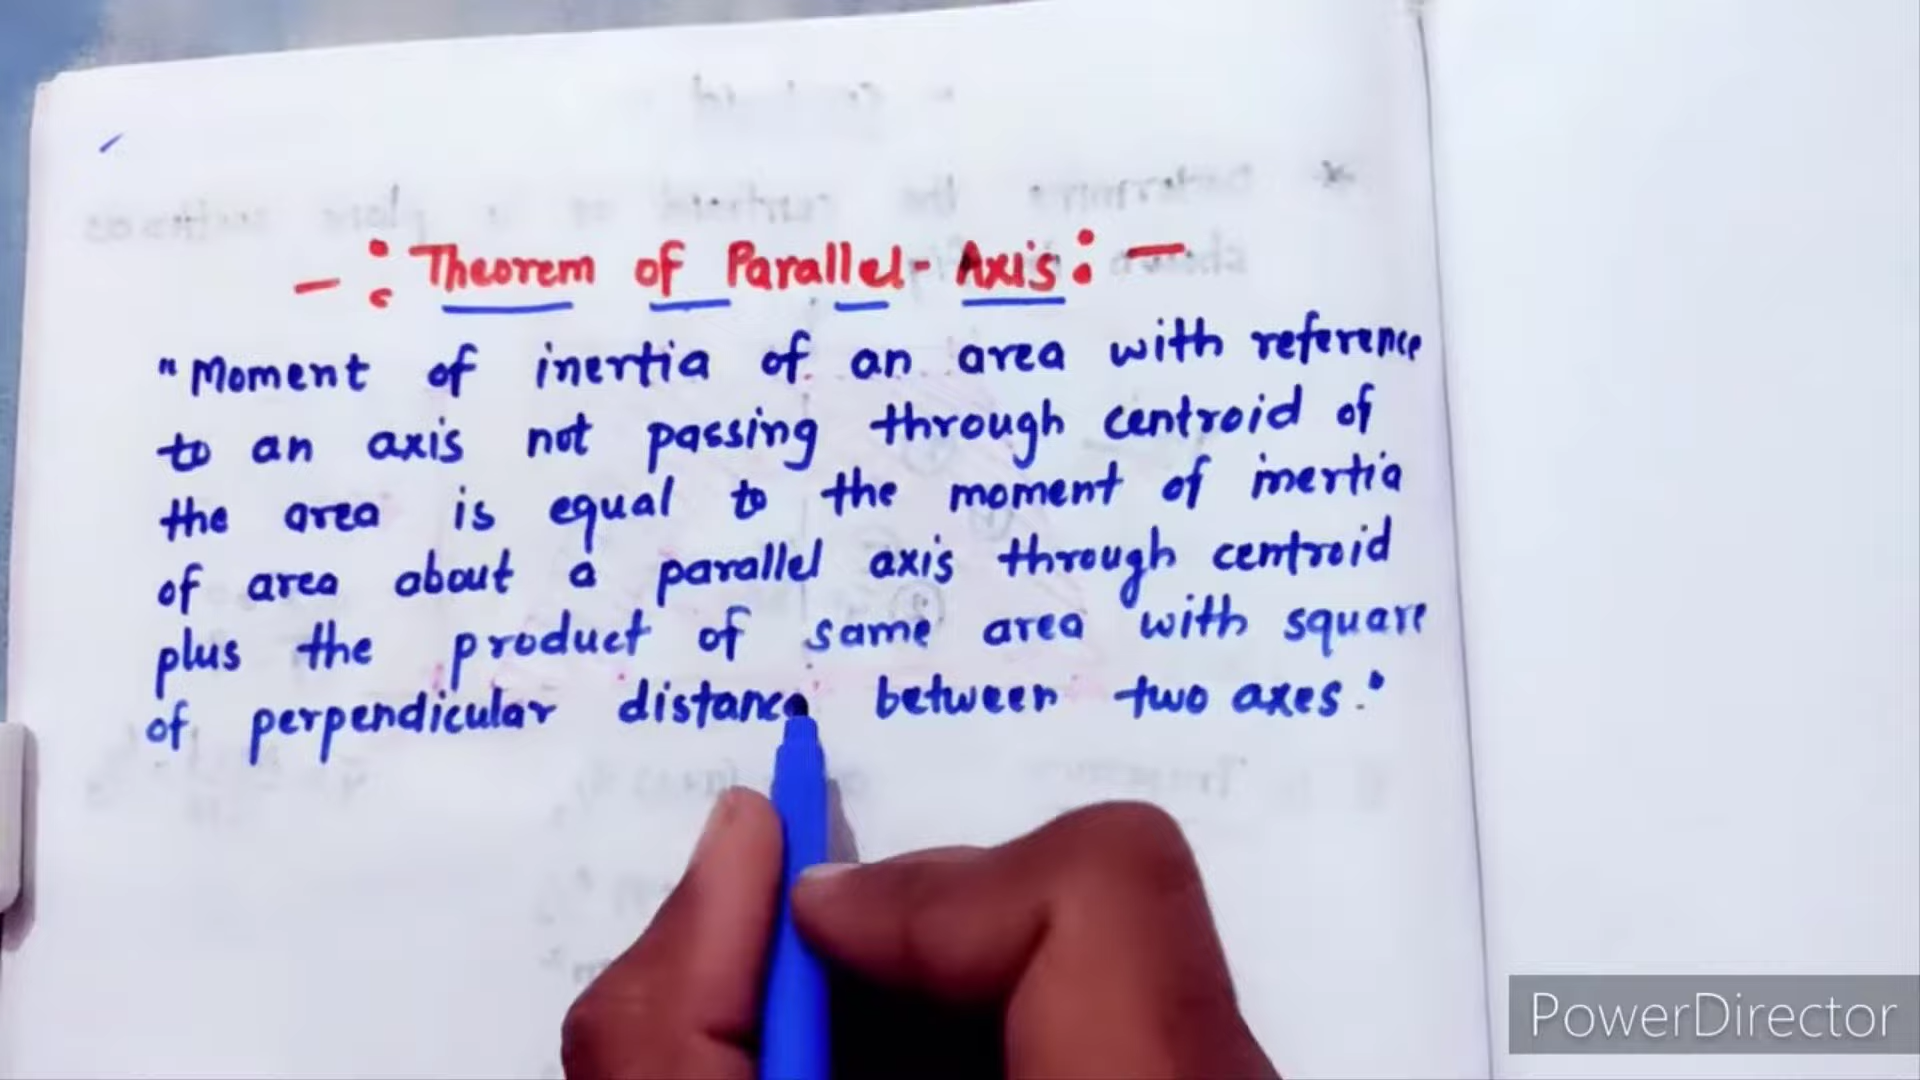 - : Theorem of Parallel-Axis : -
"Moment of inertia of an area with reference
to an axis not passing through centroid of
the area is equal to the moment of inertia
of area about a parallel axis through centroid
plus the product of same area with square
of perpendicular distance between two axes."
PowerDirector